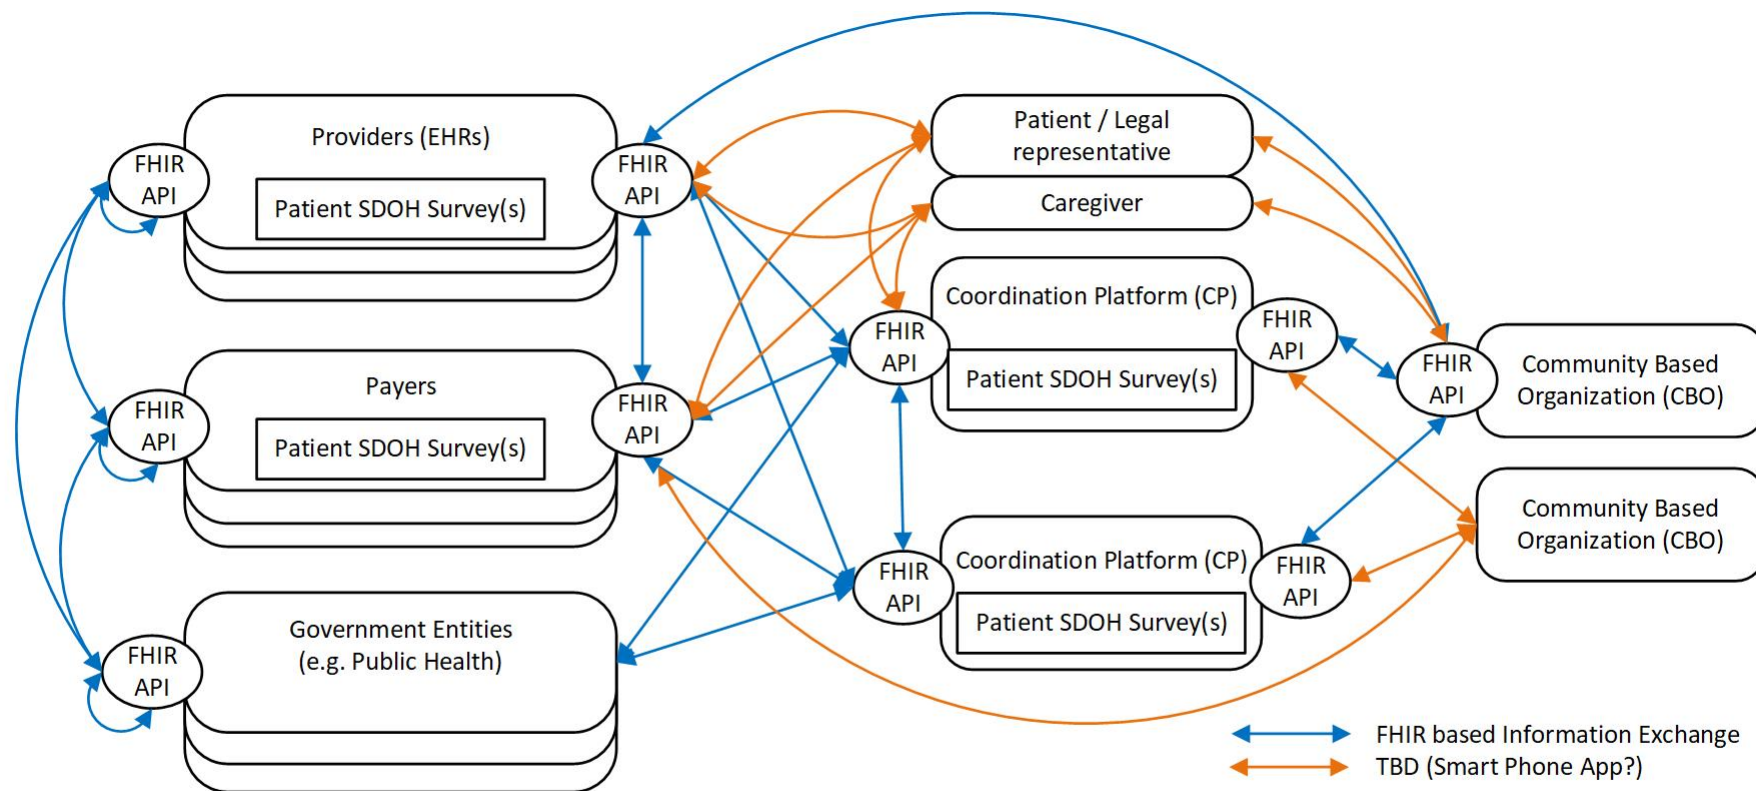 Providers (EHRs)
FHIR
API
Patient SDOH Survey(s)
FHIR
API
Patient / Legal
representative
Caregiver
Payers
FHIR
API
Patient SDOH Survey(s)
FHIR
API
Coordination Platform (CP)
FHIR
API
Patient SDOH Survey(s)
FHIR
API
FHIR
API
Community Based
Organization (CBO)
Community Based
Organization (CBO)
Government Entities
(e.g. Public Health)
FHIR
API
Coordination Platform (CP)
FHIR
API
Patient SDOH Survey(s)
FHIR
API
FHIR based Information Exchange
TBD (Smart Phone App?)